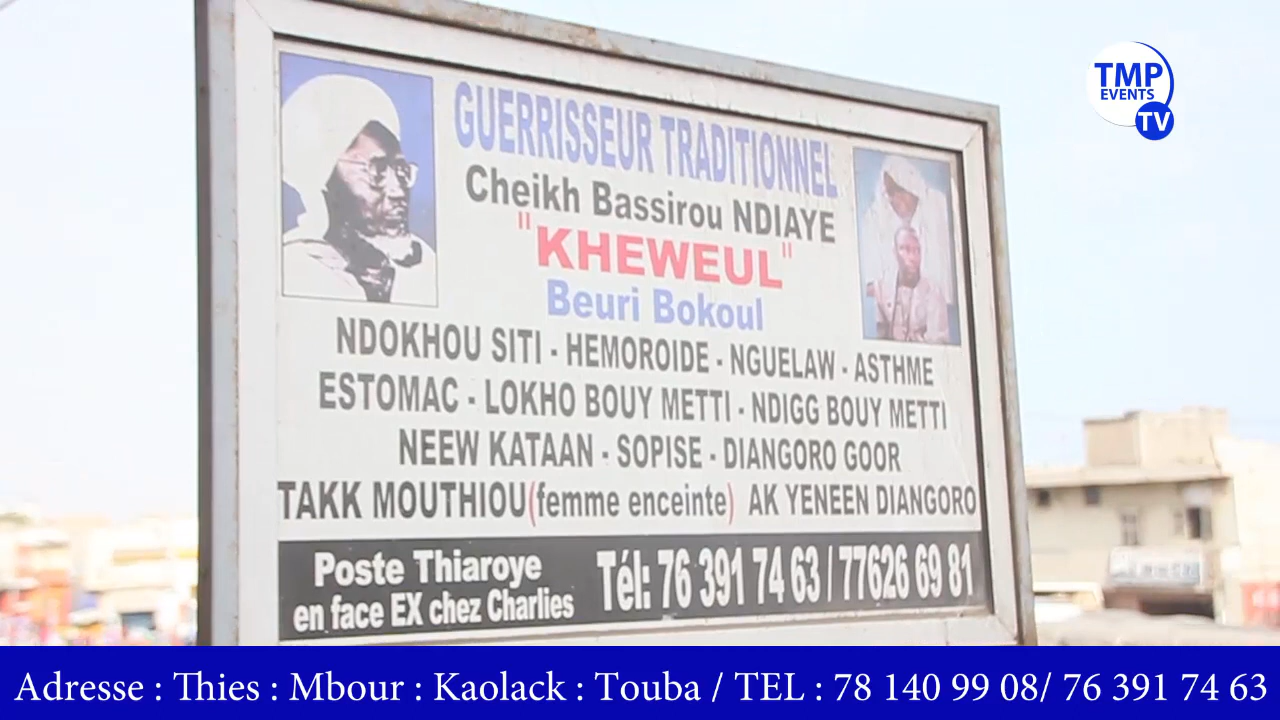 TMP
EVENTS
TV
GUERRISSEUR TRADITIONNEL
Cheikh Bassirou NDIAYE
"KHEWEUL"
Beuri Bokoul
NDOKHOU SITI - HEMOROIDE - NGUELAW - ASTHME
ESTOMAC - LOKHO BOUY METTI - NDIGG BOUY METTI
NEEW KATAAN - SOPISE - DIANGORO GOOR
TAKK MOUTHIOU(femme enceinte) AK YENEEN DIANGORO
Poste Thiaroye
en face EX chez Charlies
Tél: 76 391 74 63 / 77626 69 81
Adresse : Thies : Mbour : Kaolack : Touba / TEL : 78 140 99 08/ 76 391 74 63